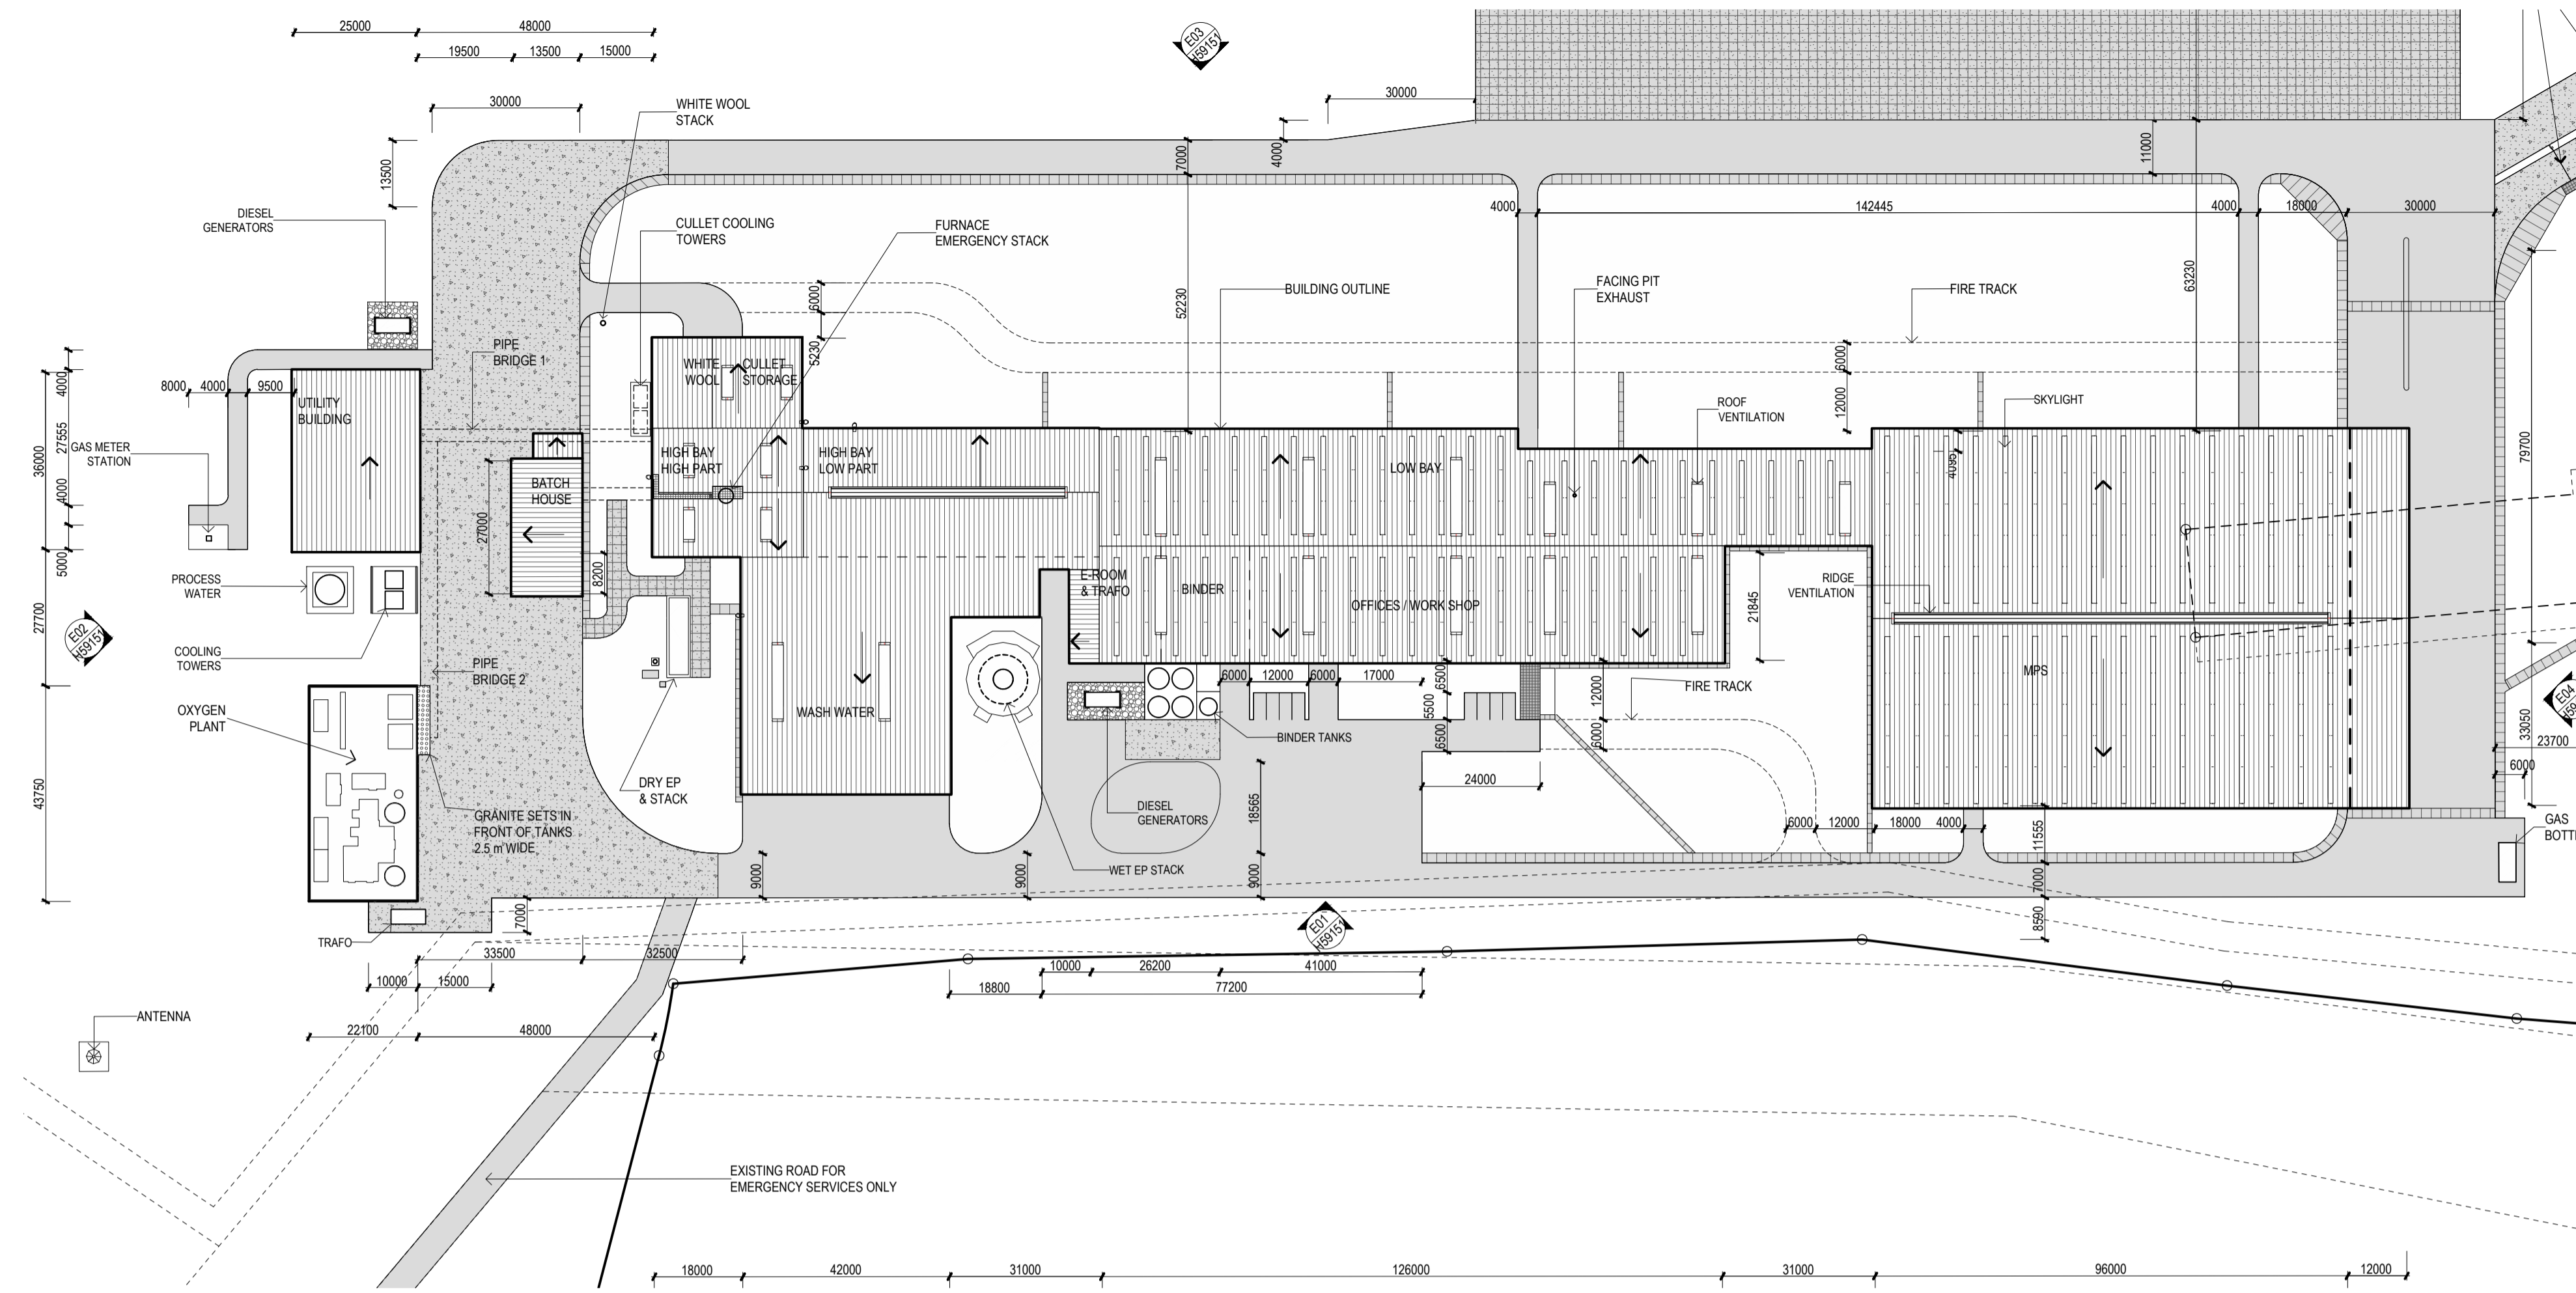 25000
48000
19500
13500
15000
30000
WHITE WOOL
STACK
E03
H59151
30000
13500
7000
4000
11000
DIESEL
GENERATORS
CULLET COOLING
TOWERS
FURNACE
EMERGENCY STACK
4000
142445
4000
18000
30000
BUILDING OUTLINE
FACING PIT
EXHAUST
FIRE TRACK
6000
52230
63230
PIPE
BRIDGE 1
5230
WHITE
WOOL
CULLET
STORAGE
6000
12000
8000
4000
9500
4000
27555
36000
4000
5000
UTILITY
BUILDING
ROOF
VENTILATION
SKYLIGHT
GAS METER
STATION
HIGH BAY
HIGH PART
HIGH BAY
LOW PART
LOW BAY
4095
79700
BATCH
HOUSE
27000
8200
PROCESS
WATER
E-ROOM
& TRAFO
BINDER
OFFICES / WORK SHOP
RIDGE
VENTILATION
21845
E02
H59151
27700
COOLING
TOWERS
PIPE
BRIDGE 2
MPS
6000
12000
6000
17000
6500
5500
6500
12000
6000
FIRE TRACK
E04
OXYGEN
PLANT
WASH WATER
BINDER TANKS
33050
23700
6000
43750
DRY EP
& STACK
24000
DIESEL
GENERATORS
18565
GRANITE SETS IN
FRONT OF TANKS
2.5 m WIDE
6000
12000
18000
4000
11555
GAS
WET EP STACK
9000
9000
9000
7000
8590
7000
TRAFO
E01
H5915
33500
32500
10000
15000
10000
26200
41000
18800
77200
ANTENNA
22100
48000
EXISTING ROAD FOR
EMERGENCY SERVICES ONLY
18000
42000
31000
126000
31000
96000
12000